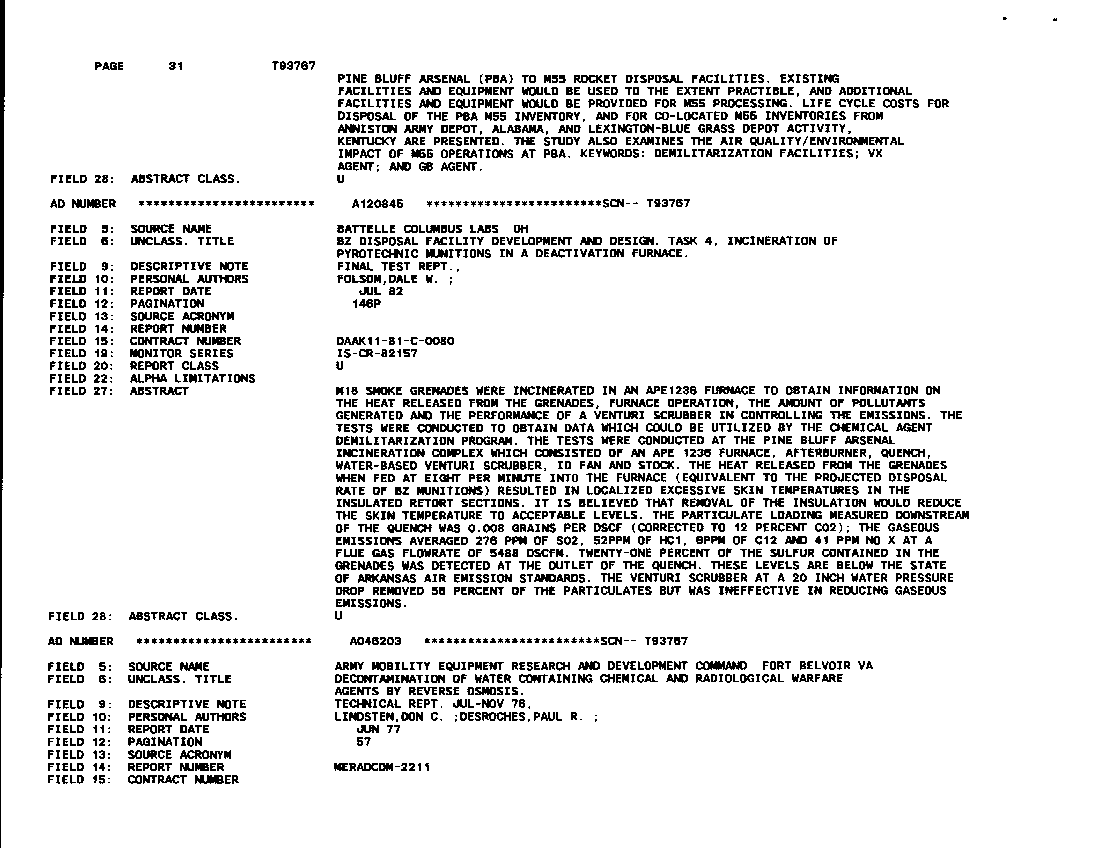 PAGE 31 T93767
PINE BLUFF ARSENAL (PBA) TO M55 ROCKET DISPOSAL FACILITIES. EXISTING
FACILITIES AND EQUIPMENT WOULD BE USED TO THE EXTENT PRACTIBLE, AND ADDITIONAL
FACILITIES AND EQUIPMENT WOULD BE PROVIDED FOR M55 PROCESSING. LIFE CYCLE COSTS FOR
DISPOSAL OF THE PBA M55 INVENTORY, AND FOR CO-LOCATED M55 INVENTORIES FROM
ANNISTON ARMY DEPOT, ALABAMA, AND LEXINGTON-BLUE GRASS DEPOT ACTIVITY,
KENTUCKY ARE PRESENTED. THE STUDY ALSO EXAMINES THE AIR QUALITY/ENVIRONMENTAL
IMPACT OF M55 OPERATIONS AT PBA. KEYWORDS: DEMILITARIZATION FACILITIES; VX
AGENT; AND GB AGENT.
FIELD 28: ABSTRACT CLASS. U
AD NUMBER ************************ A120845 ************************SCN-- T93767
FIELD 5: SOURCE NAME BATTELLE COLUMBUS LABS OH
FIELD 6: UNCLASS. TITLE BZ DISPOSAL FACILITY DEVELOPMENT AND DESIGN. TASK 4. INCINERATION OF
PYROTECHNIC MUNITIONS IN A DEACTIVATION FURNACE.
FIELD 9: DESCRIPTIVE NOTE FINAL TEST REPT.,
FIELD 10: PERSONAL AUTHORS FOLSOM,DALE W. ;
FIELD 11: REPORT DATE JUL 82
FIELD 12: PAGINATION 146P
FIELD 13: SOURCE ACRONYM
FIELD 14: REPORT NUMBER
FIELD 15: CONTRACT NUMBER DAAK11-81-C-0080
FIELD 19: MONITOR SERIES IS-CR-82157
FIELD 20: REPORT CLASS U
FIELD 22: ALPHA LIMITATIONS
FIELD 27: ABSTRACT M18 SMOKE GRENADES WERE INCINERATED IN AN APE1236 FURNACE TO OBTAIN INFORMATION ON
THE HEAT RELEASED FROM THE GRENADES, FURNACE OPERATION, THE AMOUNT OF POLLUTANTS
GENERATED AND THE PERFORMANCE OF A VENTURI SCRUBBER IN CONTROLLING THE EMISSIONS. THE
TESTS WERE CONDUCTED TO OBTAIN DATA WHICH COULD BE UTILIZED BY THE CHEMICAL AGENT
DEMILITARIZATION PROGRAM. THE TESTS WERE CONDUCTED AT THE PINE BLUFF ARSENAL
INCINERATION COMPLEX WHICH CONSISTED OF AN APE 1236 FURNACE, AFTERBURNER, QUENCH,
WATER-BASED VENTURI SCRUBBER, ID FAN AND STOCK. THE HEAT RELEASED FROM THE GRENADES
WHEN FED AT EIGHT PER MINUTE INTO THE FURNACE (EQUIVALENT TO THE PROJECTED DISPOSAL
RATE OF BZ MUNITIONS) RESULTED IN LOCALIZED EXCESSIVE SKIN TEMPERATURES IN THE
INSULATED RETORT SECTIONS. IT IS BELIEVED THAT REMOVAL OF THE INSULATION WOULD REDUCE
THE SKIN TEMPERATURE TO ACCEPTABLE LEVELS. THE PARTICULATE LOADING MEASURED DOWNSTREAM
OF THE QUENCH WAS 0.008 GRAINS PER DSCF (CORRECTED TO 12 PERCENT CO2); THE GASEOUS
EMISSIONS AVERAGED 276 PPM OF SO2, 52PPM OF HC1, 9PPM OF C12 AND 41 PPM NO X AT A
FLUE GAS FLOWRATE OF 5488 DSCFM. TWENTY-ONE PERCENT OF THE SULFUR CONTAINED IN THE
GRENADES WAS DETECTED AT THE OUTLET OF THE QUENCH. THESE LEVELS ARE BELOW THE STATE
OF ARKANSAS AIR EMISSION STANDARDS. THE VENTURI SCRUBBER AT A 20 INCH WATER PRESSURE
DROP REMOVED 56 PERCENT OF THE PARTICULATES BUT WAS INEFFECTIVE IN REDUCING GASEOUS
EMISSIONS.
FIELD 28: ABSTRACT CLASS. U
AD NUMBER ************************ A046203 ************************SCN-- T93767
FIELD 5: SOURCE NAME ARMY MOBILITY EQUIPMENT RESEARCH AND DEVELOPMENT COMMAND FORT BELVOIR VA
FIELD 6: UNCLASS. TITLE DECONTAMINATION OF WATER CONTAINING CHEMICAL AND RADIOLOGICAL WARFARE
AGENTS BY REVERSE OSMOSIS.
FIELD 9: DESCRIPTIVE NOTE TECHNICAL REPT. JUL-NOV 76,
FIELD 10: PERSONAL AUTHORS LINDSTEN,DON C. ;DESROCHES,PAUL R. ;
FIELD 11: REPORT DATE JUN 77
FIELD 12: PAGINATION 57
FIELD 13: SOURCE ACRONYM
FIELD 14: REPORT NUMBER MERADCOM-2211
FIELD 15: CONTRACT NUMBER